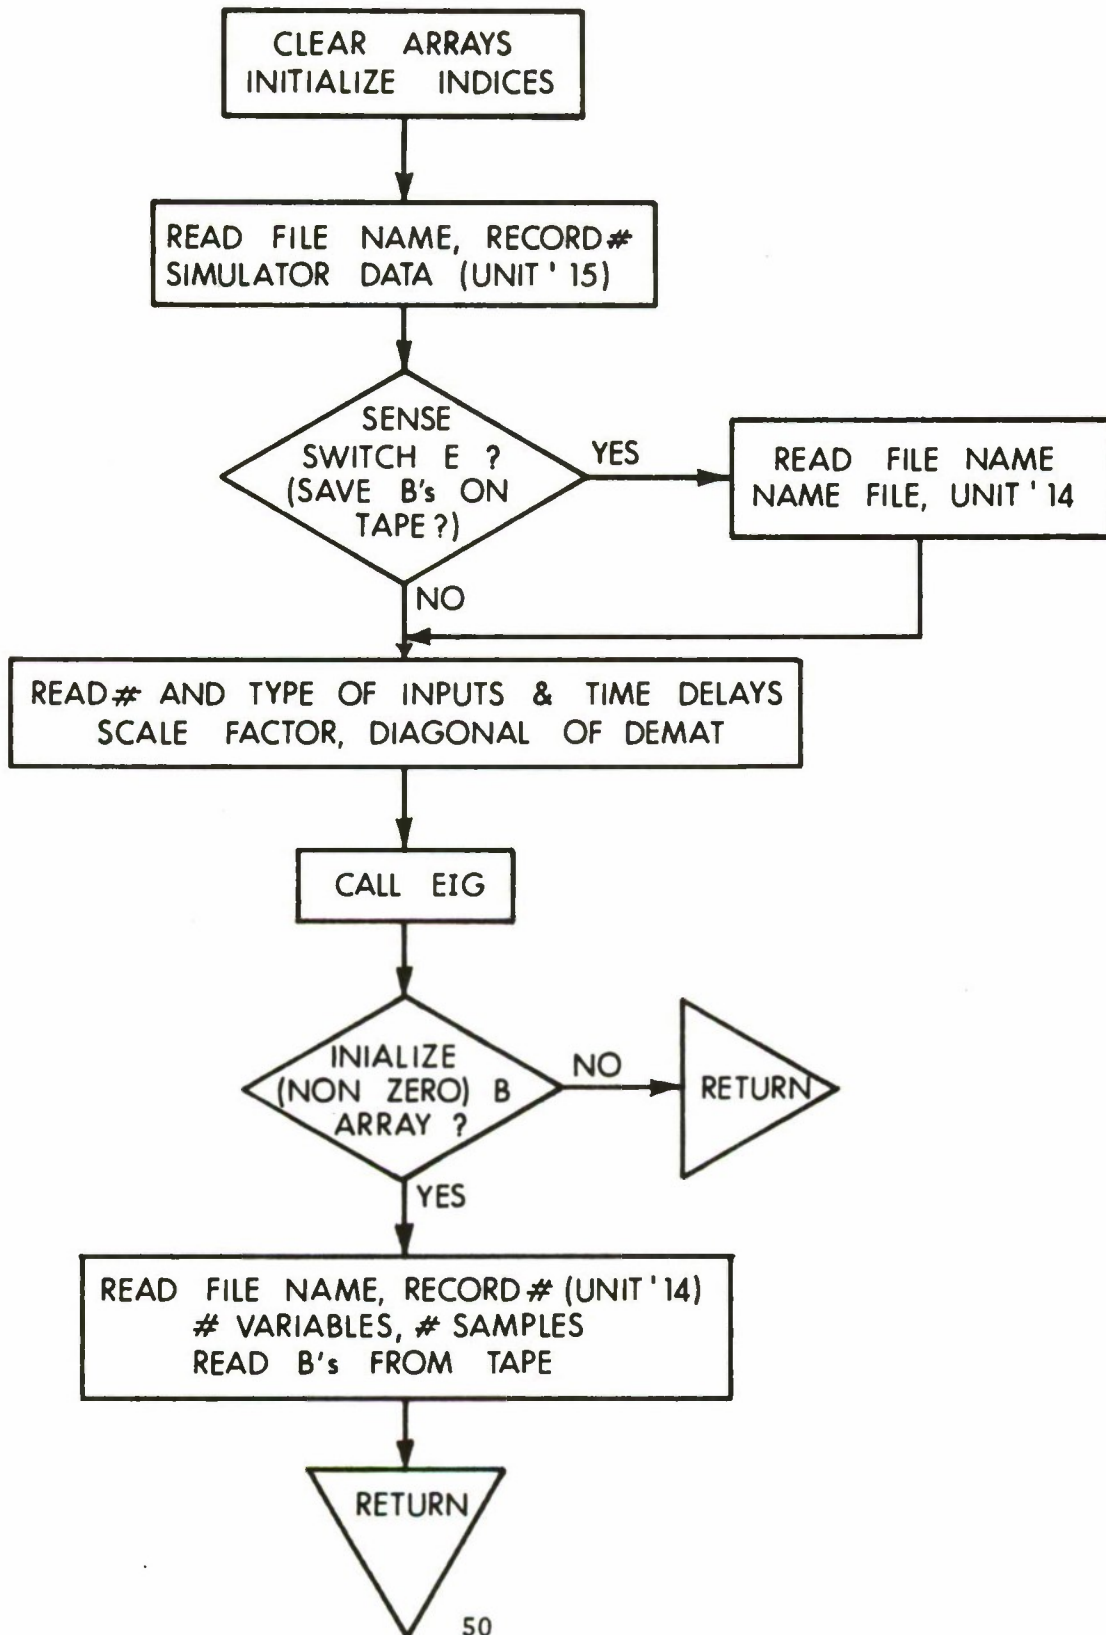 CLEAR ARRAYS
INITIALIZE INDICES
READ FILE NAME, RECORD#
SIMULATOR DATA (UNIT ' 15)
SENSE
SWITCH E ?
(SAVE B's ON
TAPE ?)
YES
READ FILE NAME
NAME FILE, UNIT ' 14
NO
READ# AND TYPE OF INPUTS & TIME DELAYS
SCALE FACTOR, DIAGONAL OF DEMAT
CALL EIG
INIALIZE
(NON ZERO) B
ARRAY ?
NO
RETURN
YES
READ FILE NAME, RECORD# (UNIT ' 14)
# VARIABLES, # SAMPLES
READ B's FROM TAPE
RETURN
50